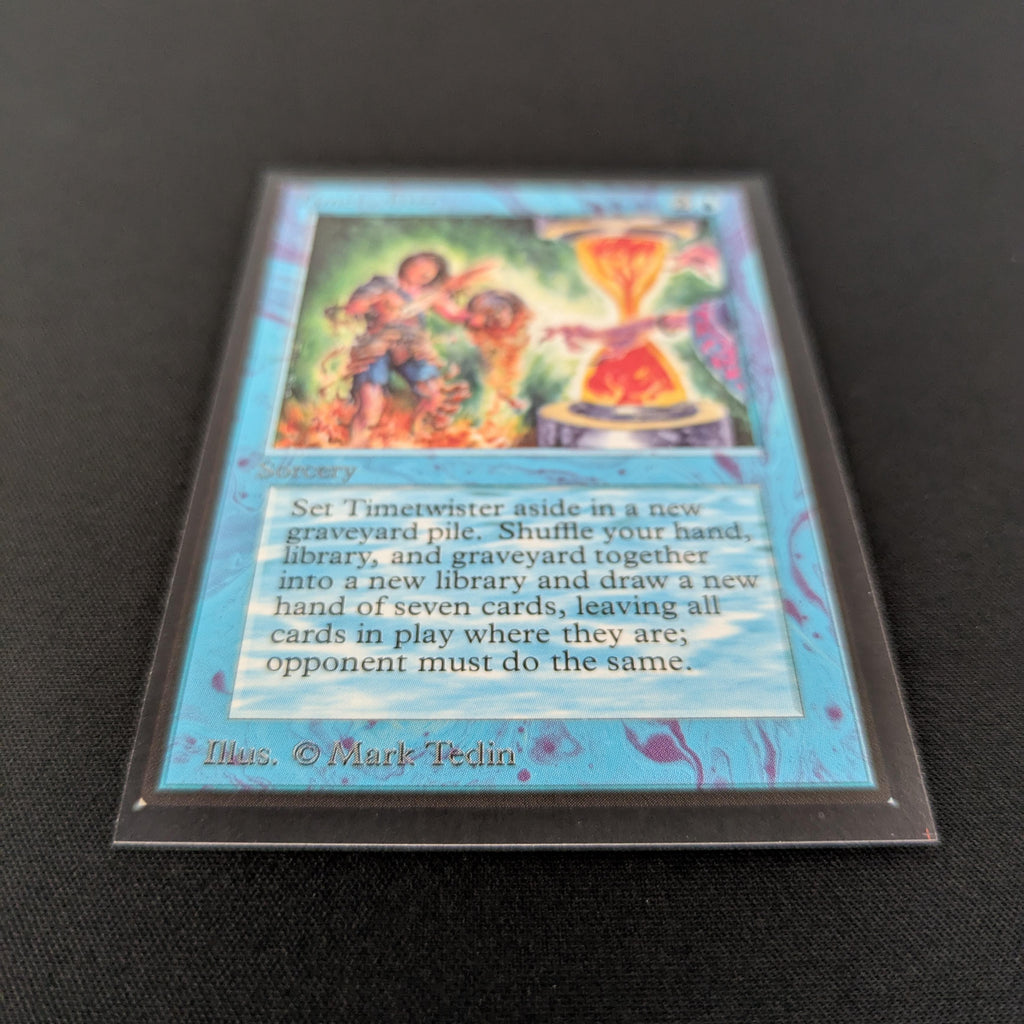 Sorcery
Set Timetwister aside in a new
graveyard pile. Shuffle your hand,
library, and graveyard together
into a new library and draw a new
hand of seven cards, leaving all
cards in play where they are;
opponent must do the same.
Illus. © Mark Tedin